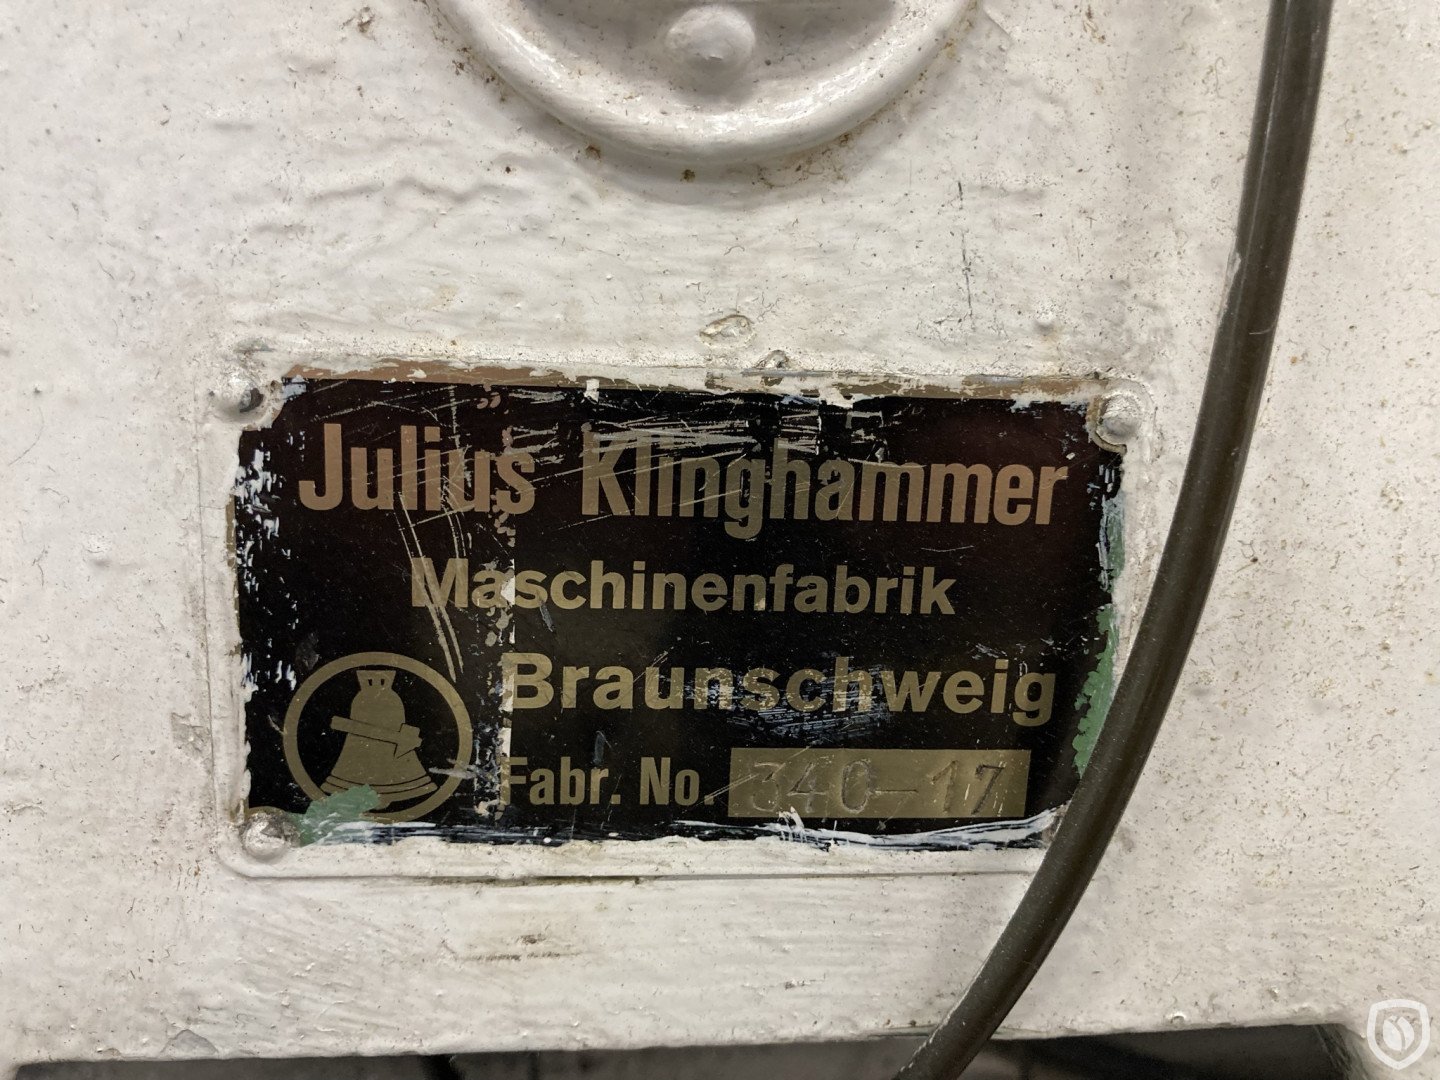 Julius Klinghammer
Maschinenfabrik
Braunschweig
Fabr. No. 340-17